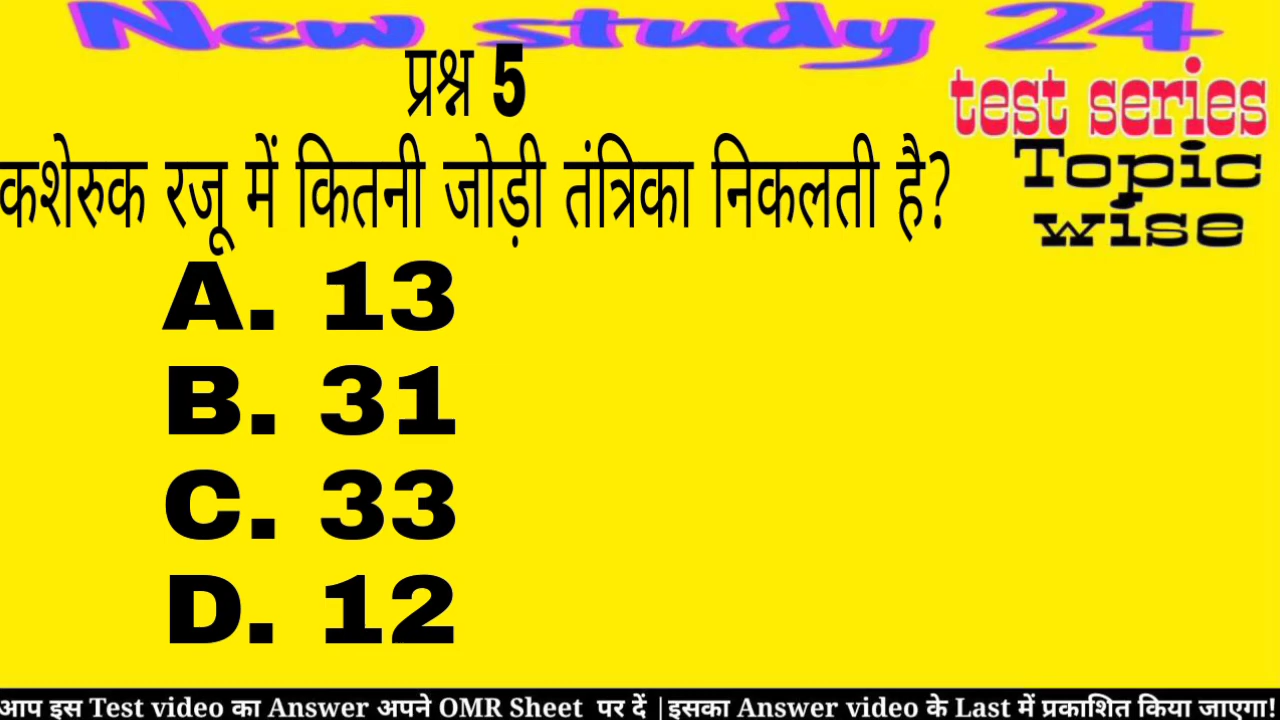 New study 24
प्रश्न 5
test series
Topic
wise
कशेरुक रजू में कितनी जोड़ी तंत्रिका निकलती है?
A. 13
B. 31
C. 33
D. 12
आप इस Test video का Answer अपने OMR Sheet पर दें |इसका Answer video के Last में प्रकाशित किया जाएगा!